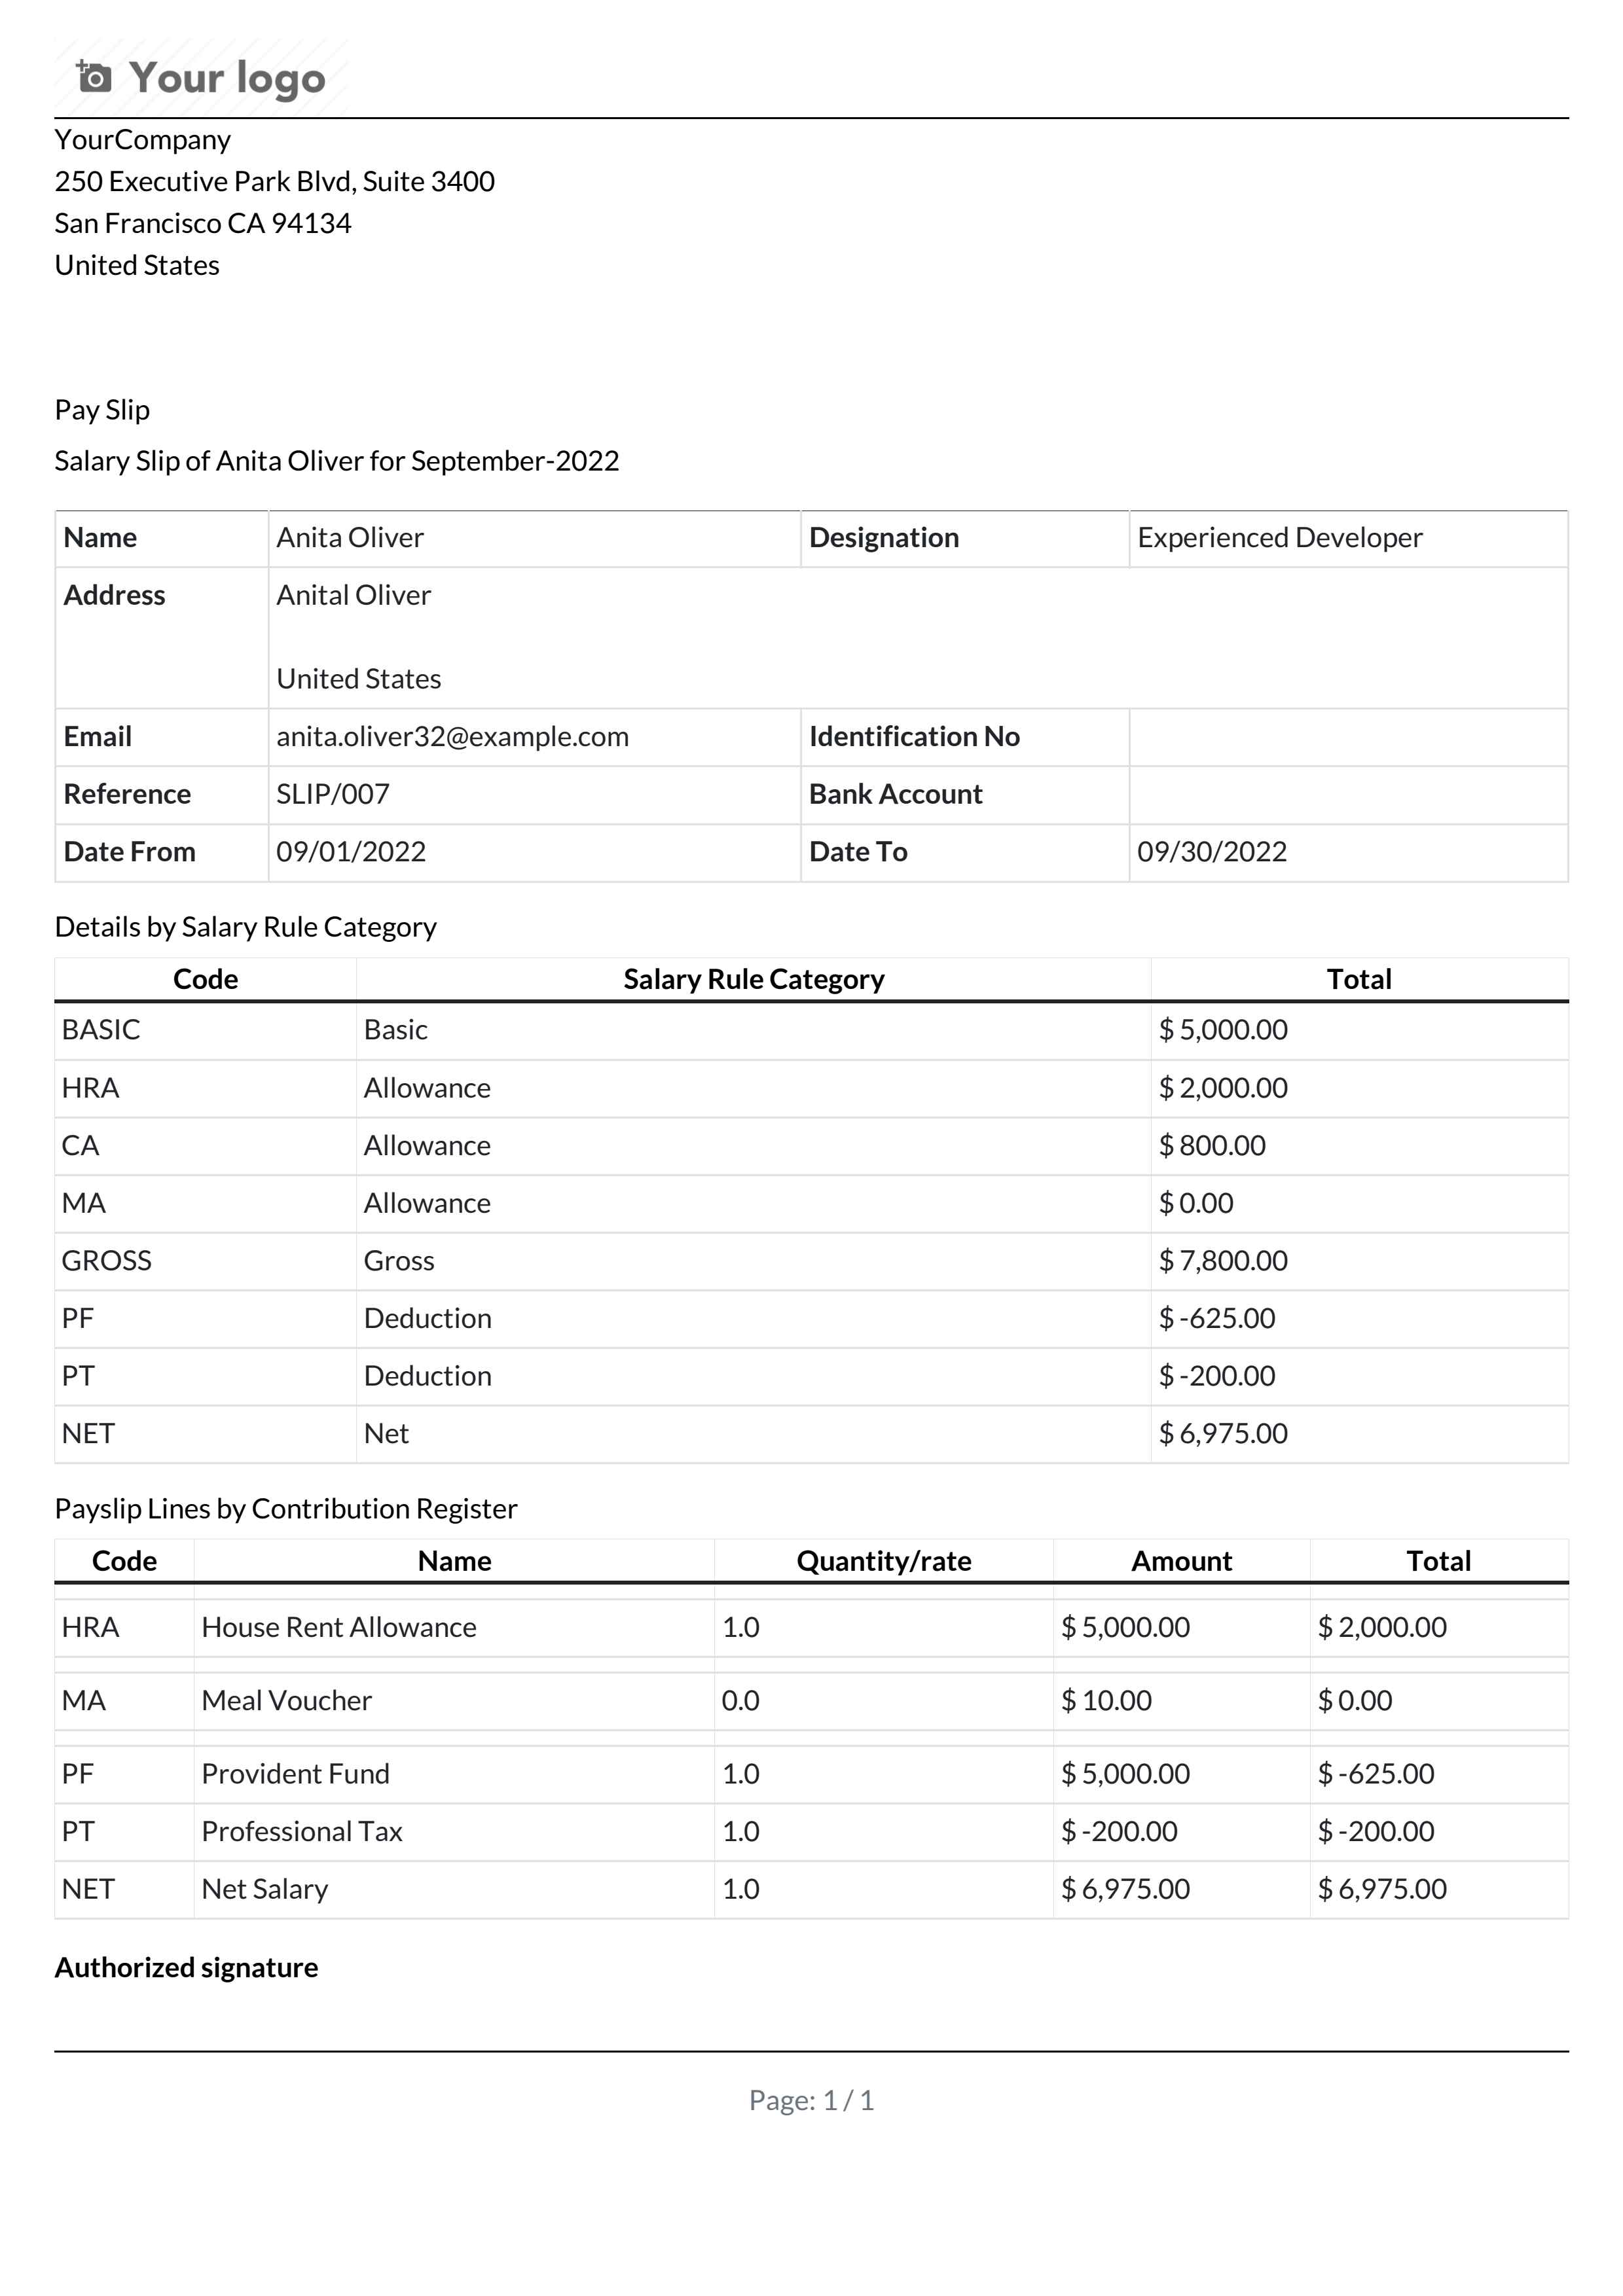 Your logo
YourCompany
250 Executive Park Blvd, Suite 3400
San Francisco CA 94134
United States
Pay Slip
Salary Slip of Anita Oliver for September-2022
Name Anita Oliver Designation Experienced Developer
Address Anital Oliver
United States
Email anita.oliver32@example.com Identification No
Reference SLIP/007 Bank Account
Date From 09/01/2022 Date To 09/30/2022
Details by Salary Rule Category
Code Salary Rule Category Total
BASIC Basic $ 5,000.00
HRA Allowance $ 2,000.00
CA Allowance $ 800.00
MA Allowance $ 0.00
GROSS Gross $ 7,800.00
PF Deduction $ -625.00
PT Deduction $ -200.00
NET Net $ 6,975.00
Payslip Lines by Contribution Register
Code Name Quantity/rate Amount Total
HRA House Rent Allowance 1.0 $ 5,000.00 $ 2,000.00
MA Meal Voucher 0.0 $ 10.00 $ 0.00
PF Provident Fund 1.0 $ 5,000.00 $ -625.00
PT Professional Tax 1.0 $ -200.00 $ -200.00
NET Net Salary 1.0 $ 6,975.00 $ 6,975.00
Authorized signature
Page: 1 / 1